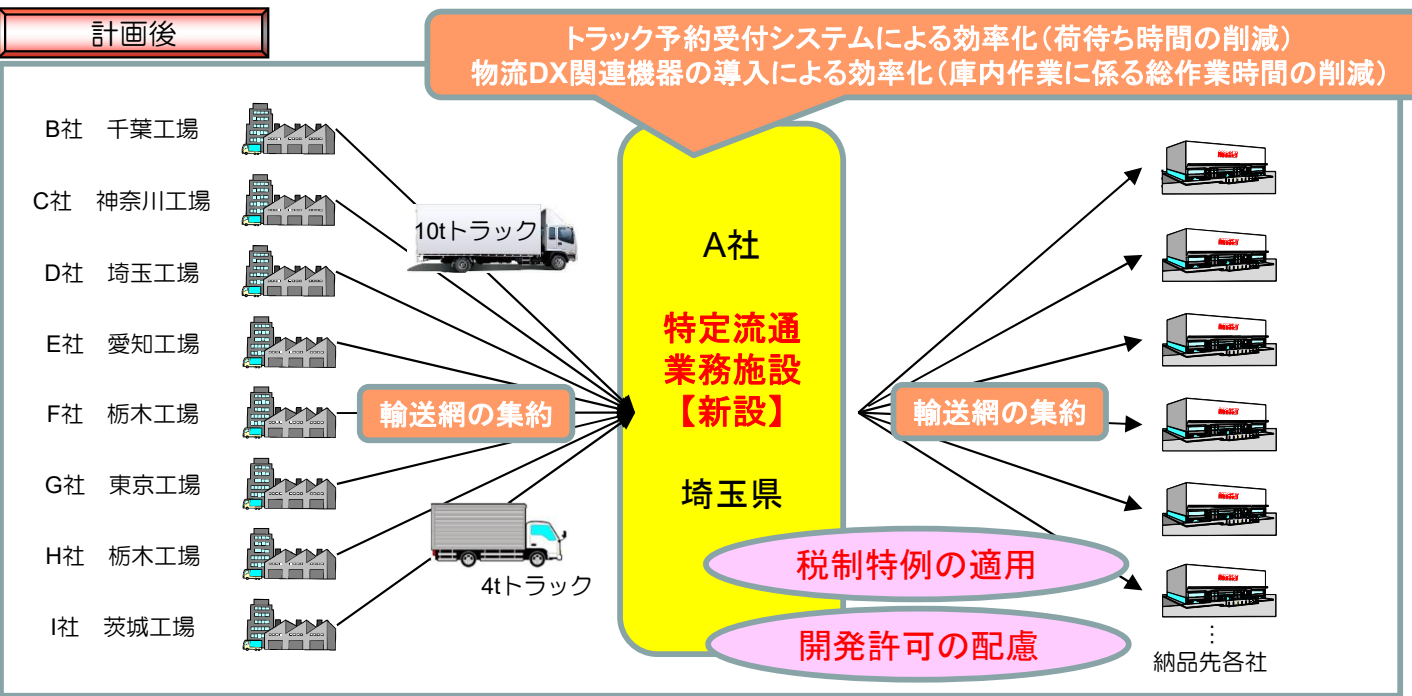 計画後
トラック予約受付システムによる効率化（荷待ち時間の削減）
物流DX関連機器の導入による効率化（庫内作業に係る総作業時間の削減）
B社　千葉工場
C社　神奈川工場
D社　埼玉工場
E社　愛知工場
F社　栃木工場
G社　東京工場
H社　栃木工場
I社　茨城工場
10tトラック
輸送網の集約
4tトラック
A社
特定流通
業務施設
【新設】
埼玉県
税制特例の適用
開発許可の配慮
輸送網の集約
…
納品先各社